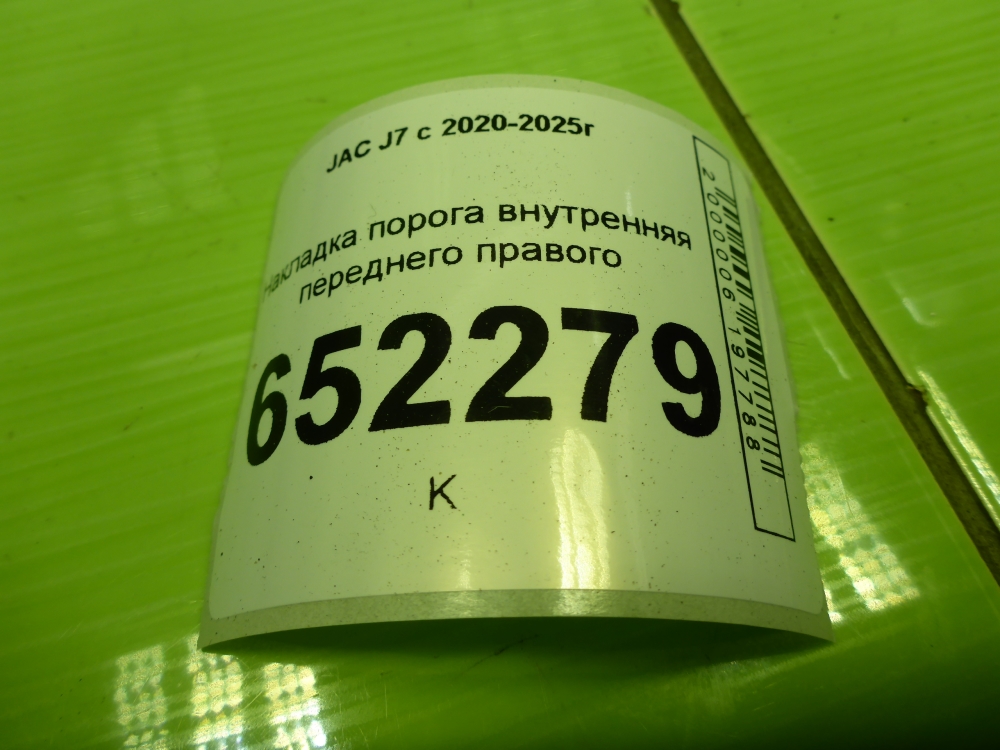 JAC J7 с 2020-2025г
накладка порога внутренняя
переднего правого
652279
К
2000006197788